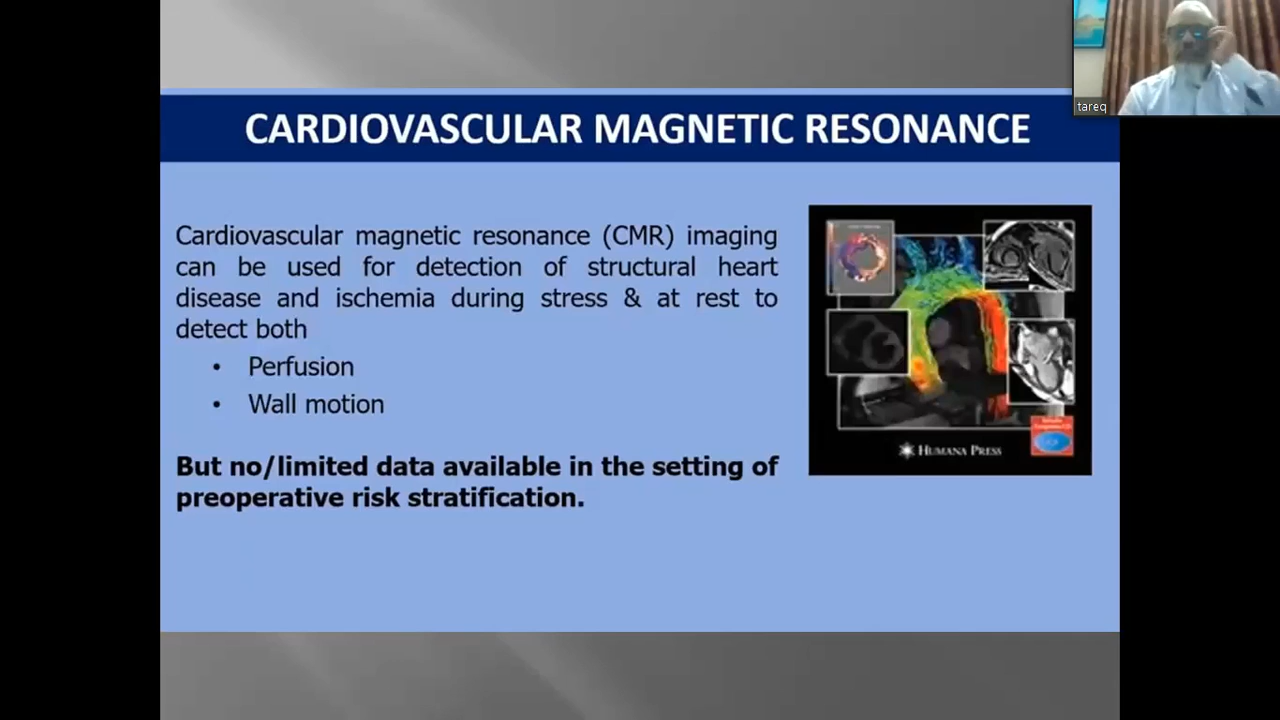 CARDIOVASCULAR MAGNETIC RESONANCE
tareq
Cardiovascular magnetic resonance (CMR) imaging
can be used for detection of structural heart
disease and ischemia during stress & at rest to
detect both
• Perfusion
• Wall motion
But no/limited data available in the setting of
preoperative risk stratification.
HUMANA PRESS